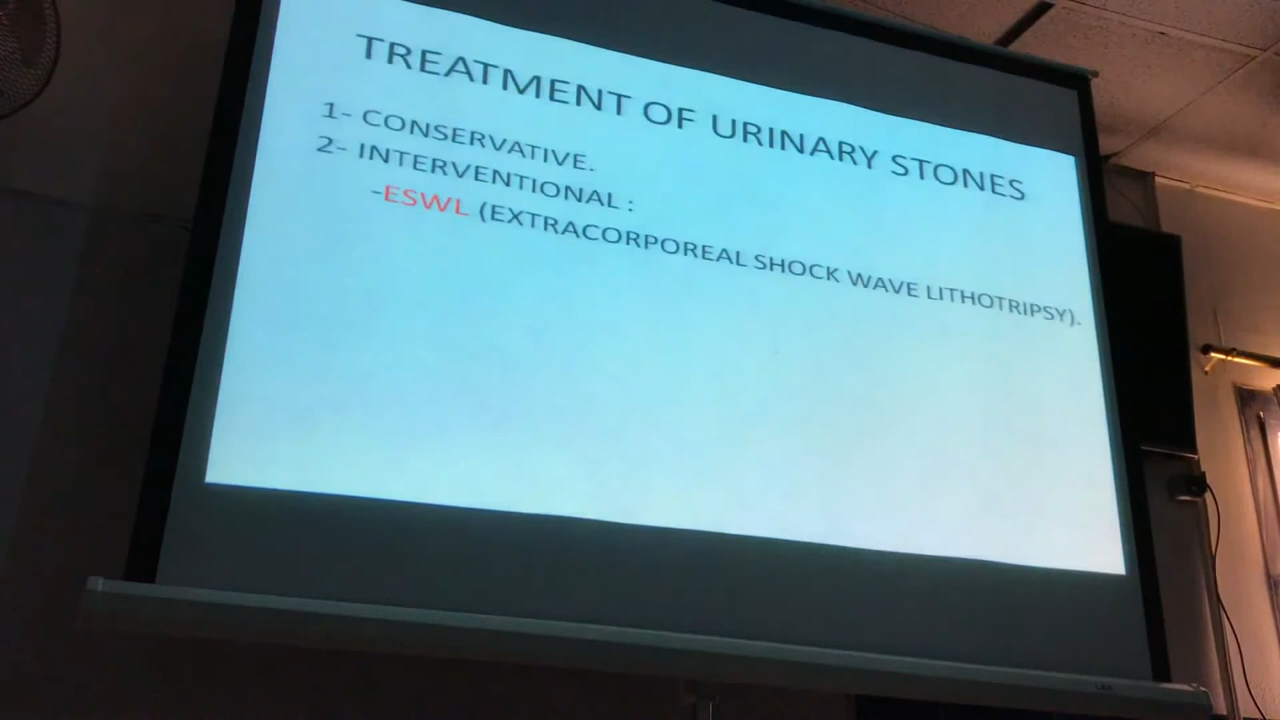 TREATMENT OF URINARY STONES
1- CONSERVATIVE.
2- INTERVENTIONAL :
-ESWL (EXTRACORPOREAL SHOCK WAVE LITHOTRIPSY).